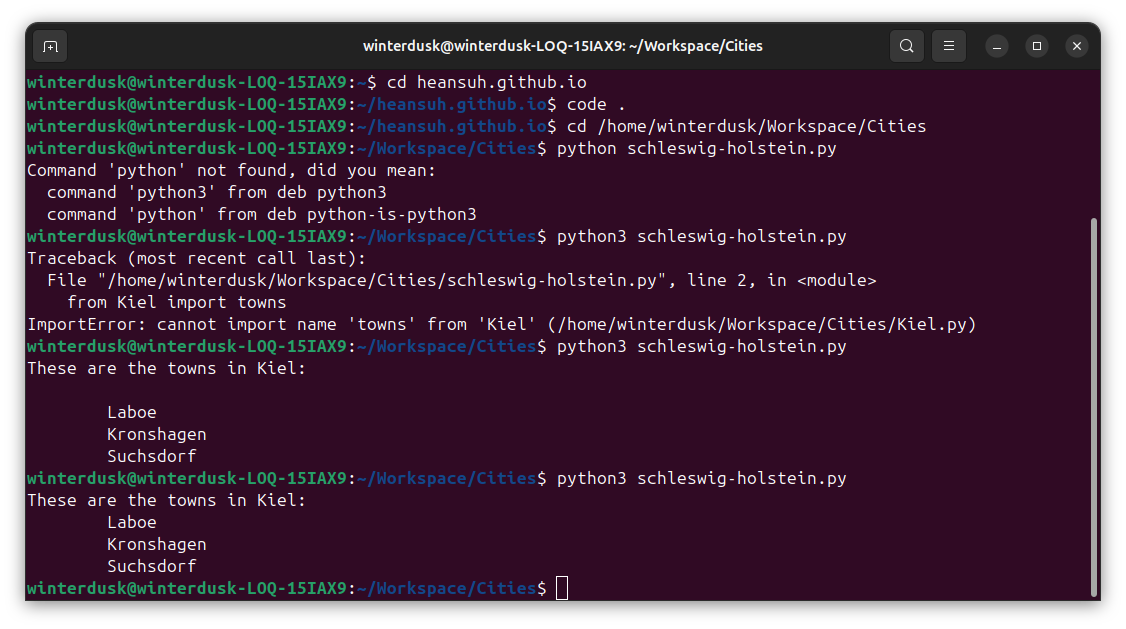 winterdusk@winterdusk-LOQ-15IAX9: ~/Workspace/Cities
winterdusk@winterdusk-LOQ-15IAX9:~$ cd heansuh.github.io
winterdusk@winterdusk-LOQ-15IAX9:~/heansuh.github.io$ code .
winterdusk@winterdusk-LOQ-15IAX9:~/heansuh.github.io$ cd /home/winterdusk/Workspace/Cities
winterdusk@winterdusk-LOQ-15IAX9:~/Workspace/Cities$ python schleswig-holstein.py
Command 'python' not found, did you mean:
  command 'python3' from deb python3
  command 'python' from deb python-is-python3
winterdusk@winterdusk-LOQ-15IAX9:~/Workspace/Cities$ python3 schleswig-holstein.py
Traceback (most recent call last):
  File "/home/winterdusk/Workspace/Cities/schleswig-holstein.py", line 2, in <module>
    from Kiel import towns
ImportError: cannot import name 'towns' from 'Kiel' (/home/winterdusk/Workspace/Cities/Kiel.py)
winterdusk@winterdusk-LOQ-15IAX9:~/Workspace/Cities$ python3 schleswig-holstein.py
These are the towns in Kiel:

        Laboe
        Kronshagen
        Suchsdorf
winterdusk@winterdusk-LOQ-15IAX9:~/Workspace/Cities$ python3 schleswig-holstein.py
These are the towns in Kiel:
        Laboe
        Kronshagen
        Suchsdorf
winterdusk@winterdusk-LOQ-15IAX9:~/Workspace/Cities$